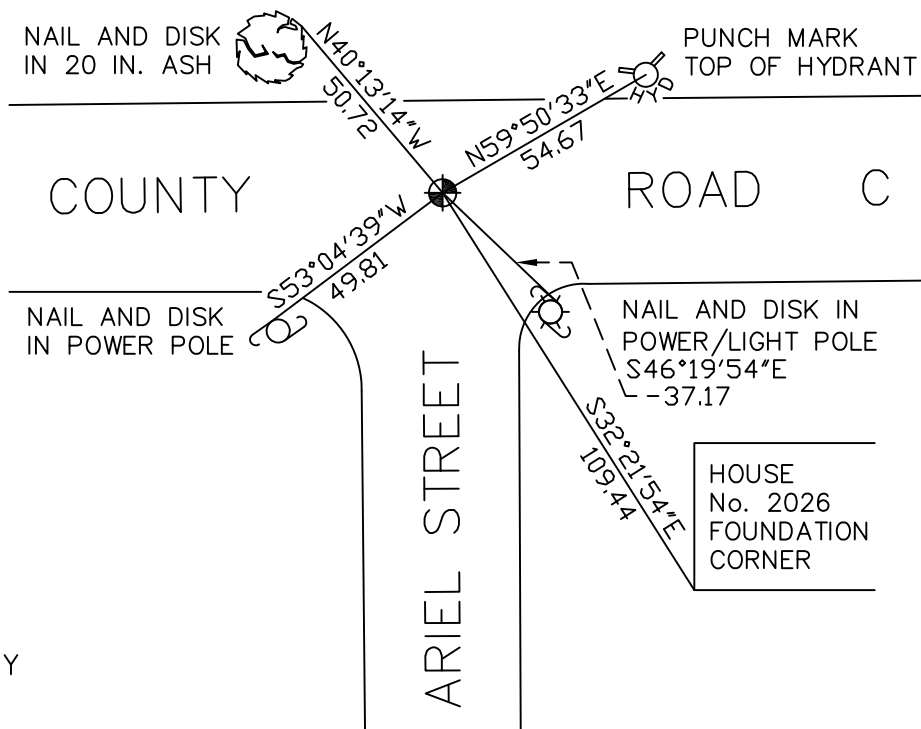 NAIL AND DISK
IN 20 IN. ASH
N40°13'14"W
50.72
PUNCH MARK
TOP OF HYDRANT
HYD
N59°50'33"E
54.67
COUNTY ROAD C
S53°04'39"W
49.81
NAIL AND DISK
IN POWER POLE
NAIL AND DISK IN
POWER/LIGHT POLE
S46°19'54"E
37.17
S32°21'54"E
109.44
ARIEL STREET
HOUSE
No. 2026
FOUNDATION
CORNER
Y